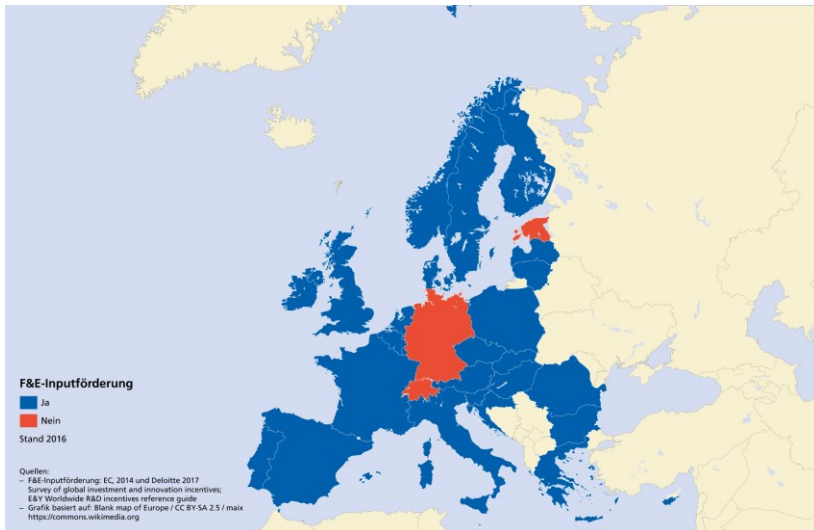 F&E-Inputförderung
Ja
Nein
Stand 2016
Quellen:
– F&E-Inputförderung: EC, 2014 und Deloitte 2017
Survey of global investment and innovation incentives;
E&Y Worldwide R&D incentives reference guide
– Grafik basiert auf: Blank map of Europe / CC BY-SA 2.5 / maix
https://commons.wikimedia.org